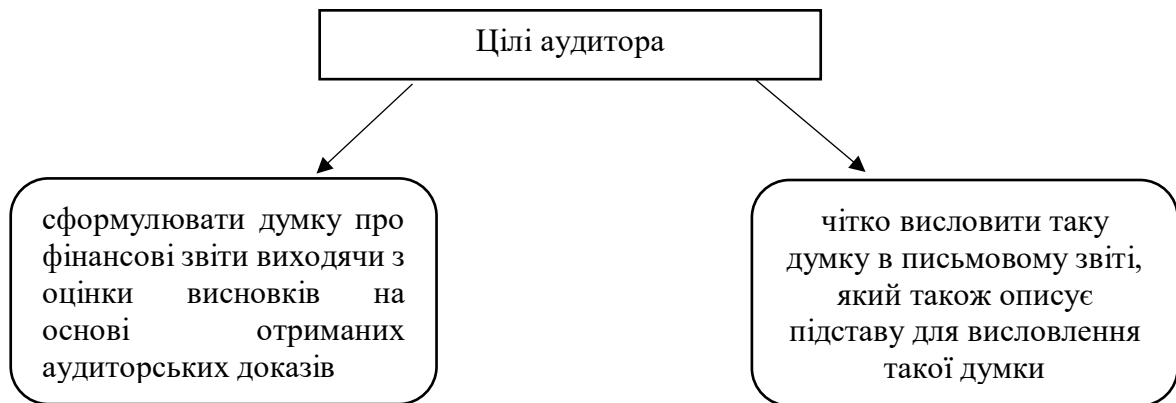 Цілі аудитора
сформулювати думку про
фінансові звіти виходячи з
оцінки висновків на
основі отриманих
аудиторських доказів
чітко висловити таку
думку в письмовому звіті,
який також описує
підставу для висловлення
такої думки